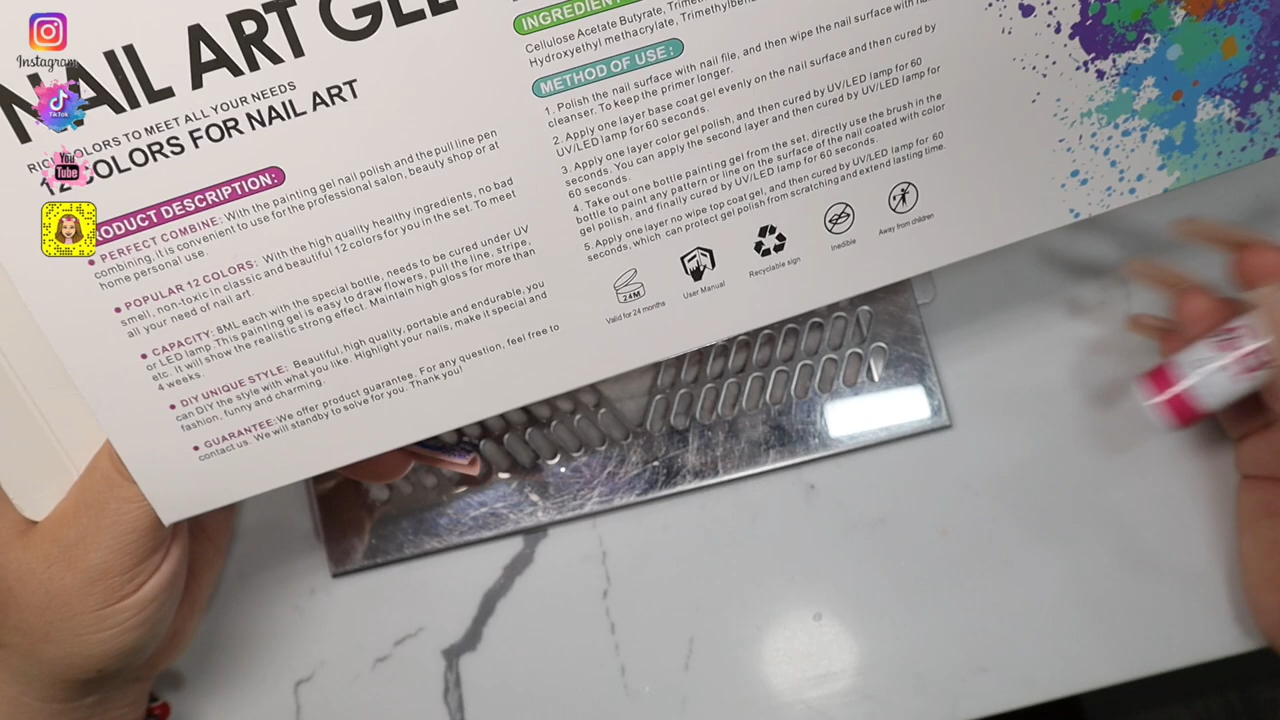 Instagram
TikTok
You
Tube
NAIL ART GEL
COLORS TO MEET ALL YOUR NEEDS
12 COLORS FOR NAIL ART
PRODUCT DESCRIPTION:
PERFECT COMBINE: With the painting gel nail polish and the pull line pen
combining, it is convenient to use for the professional salon, beauty shop or at
home personal use.
POPULAR 12 COLORS: With the high quality healthy ingredients, no bad
smell, non-toxic in classic and beautiful 12 colors for you in the set. To meet
all your need of nail art.
CAPACITY: 8ML each with the special bottle, needs to be cured under UV
or LED lamp. This painting gel is easy to draw flowers, pull the line, stripe,
etc. It will show the realistic strong effect. Maintain high gloss for more than
4 weeks.
DIY UNIQUE STYLE: Beautiful, high quality, portable and endurable, you
can DIY the style with what you like. Highlight your nails, make it special and
fashion, funny and charming.
GUARANTEE:We offer product guarantee. For any question, feel free to
contact us. We will standby to solve for you. Thank you!
INGREDIENT
Cellulose Acetate Butyrate,
Hydroxyethyl methacrylate,
METHOD OF USE:
1. Polish the nail surface with nail file, and then wipe the nail surface with
cleanser. To keep the primer longer.
2. Apply one layer base coat gel evenly on the nail surface and then cured by
UV/LED lamp for 60 seconds.
3. Apply one layer color gel polish, and then cured by UV/LED lamp for 60
seconds. You can apply the second layer and then cured by UV/LED lamp for
60 seconds.
4. Take out one bottle painting gel from the set, directly use the brush in the
bottle to paint any pattern or line on the surface of the nail coated with color
gel polish, and finally cured by UV/LED lamp for 60 seconds.
5. Apply one layer no wipe top coat gel, and then cured by UV/LED lamp for 60
seconds, which can protect gel polish from scratching and extend lasting time.
24M
Valid for 24 months
User Manual
Recyclable sign
Inedible
Away from children